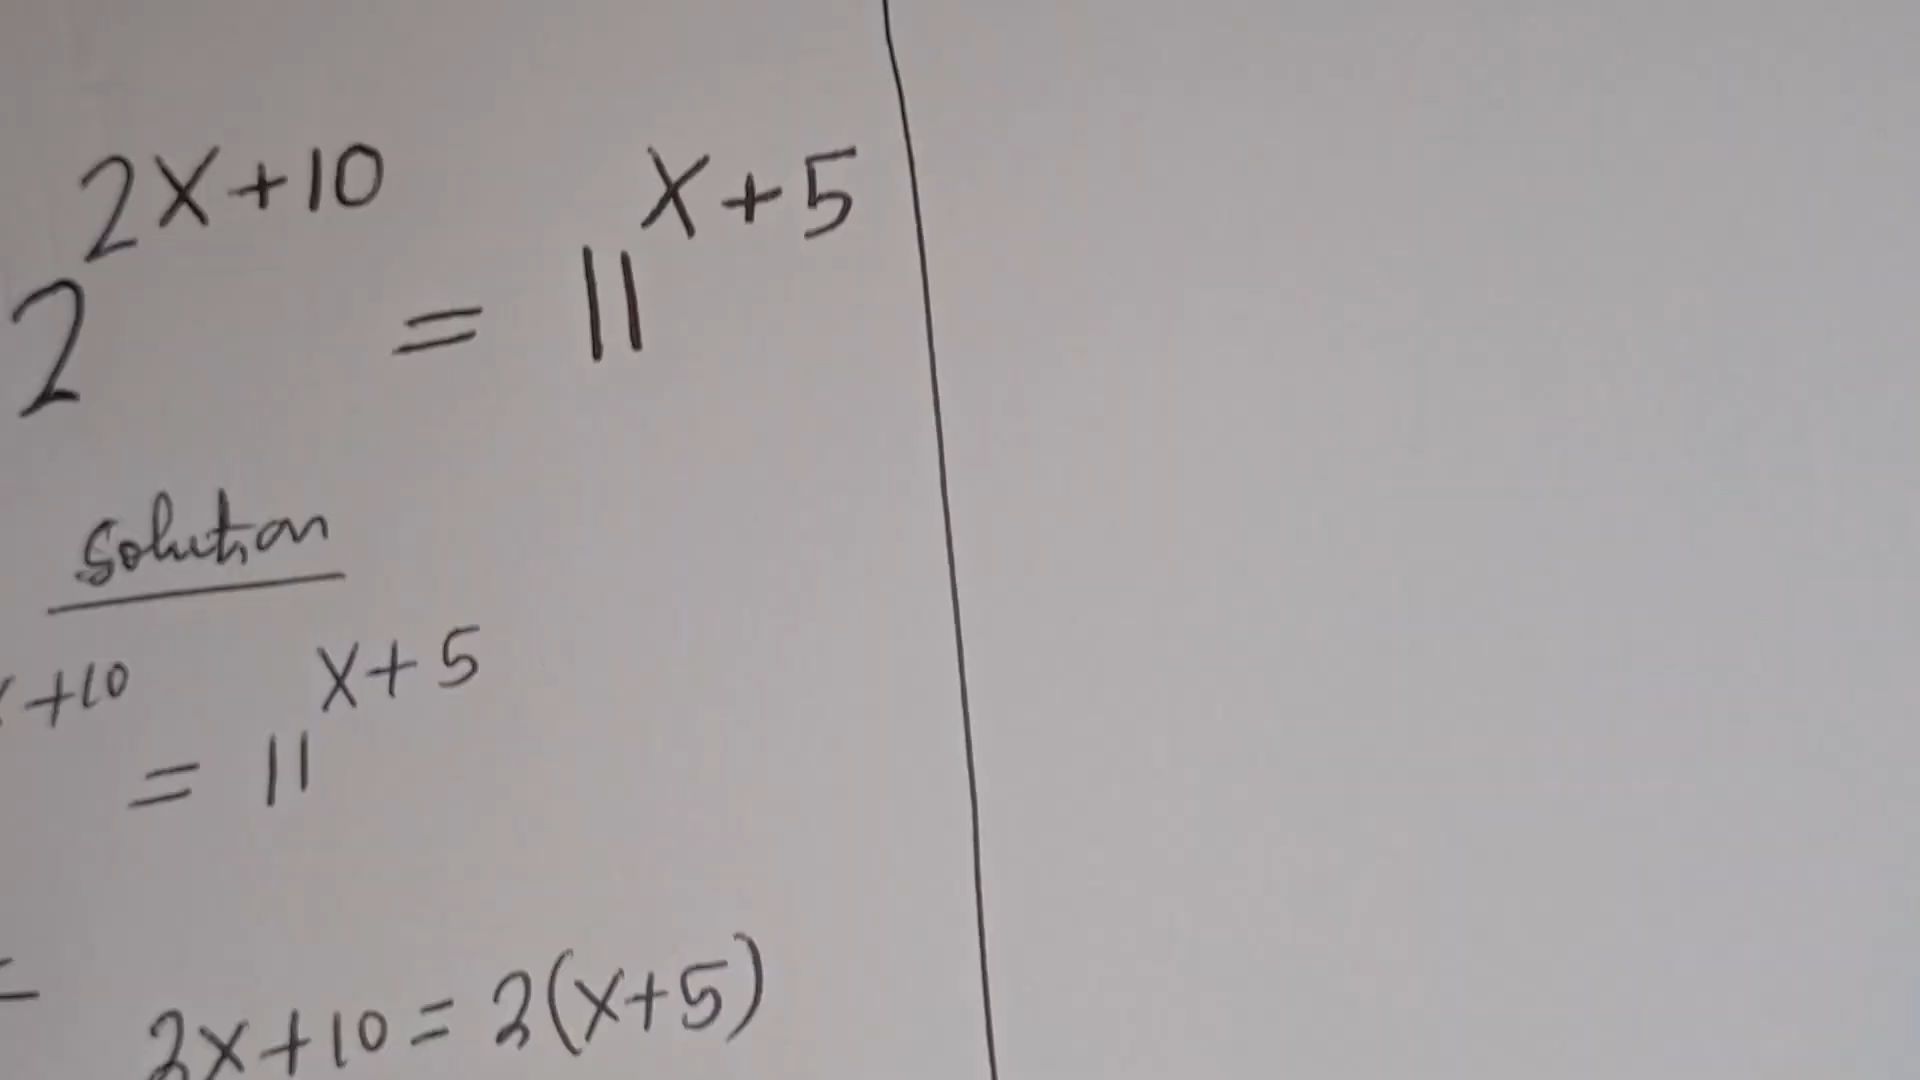 2^{2x+10} = 11^{x+5}
Solution
x+10 = 11^{x+5}
2x+10 = 2(x+5)